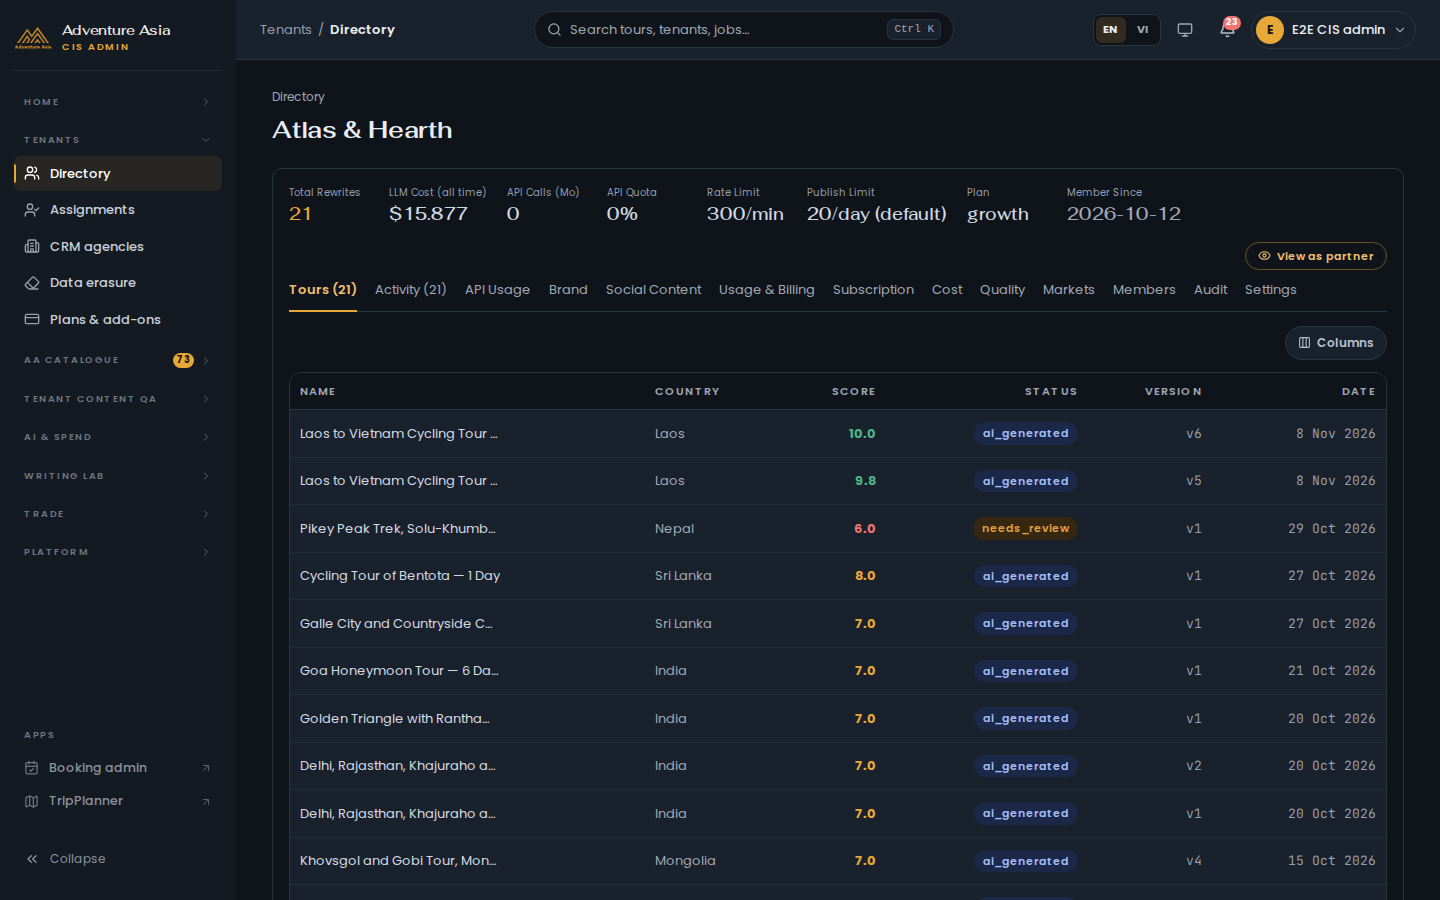 Adventure Asia
CIS ADMIN
Adventure Asia
Tenants / Directory
Search tours, tenants, jobs...
Ctrl K
EN
VI
23
E
E2E CIS admin
HOME
TENANTS
Directory
Assignments
CRM agencies
Data erasure
Plans & add-ons
AA CATALOGUE
73
TENANT CONTENT QA
AI & SPEND
WRITING LAB
TRADE
PLATFORM
APPS
Booking admin
TripPlanner
Collapse
Directory
Atlas & Hearth
Total Rewrites LLM Cost (all time) API Calls (Mo) API Quota Rate Limit Publish Limit Plan Member Since
21 $15.877 0 0% 300/min 20/day (default) growth 2026-10-12
View as partner
Tours (21) Activity (21) API Usage Brand Social Content Usage & Billing Subscription Cost Quality Markets Members Audit Settings
Columns
NAME COUNTRY SCORE STATUS VERSION DATE
Laos to Vietnam Cycling Tour ... Laos 10.0 ai_generated v6 8 Nov 2026
Laos to Vietnam Cycling Tour ... Laos 9.8 ai_generated v5 8 Nov 2026
Pikey Peak Trek, Solu-Khumb... Nepal 6.0 needs_review v1 29 Oct 2026
Cycling Tour of Bentota — 1 Day Sri Lanka 8.0 ai_generated v1 27 Oct 2026
Galle City and Countryside C... Sri Lanka 7.0 ai_generated v1 27 Oct 2026
Goa Honeymoon Tour — 6 Da... India 7.0 ai_generated v1 21 Oct 2026
Golden Triangle with Rantha... India 7.0 ai_generated v1 20 Oct 2026
Delhi, Rajasthan, Khajuraho a... India 7.0 ai_generated v2 20 Oct 2026
Delhi, Rajasthan, Khajuraho a... India 7.0 ai_generated v1 20 Oct 2026
Khovsgol and Gobi Tour, Mon... Mongolia 7.0 ai_generated v4 15 Oct 2026